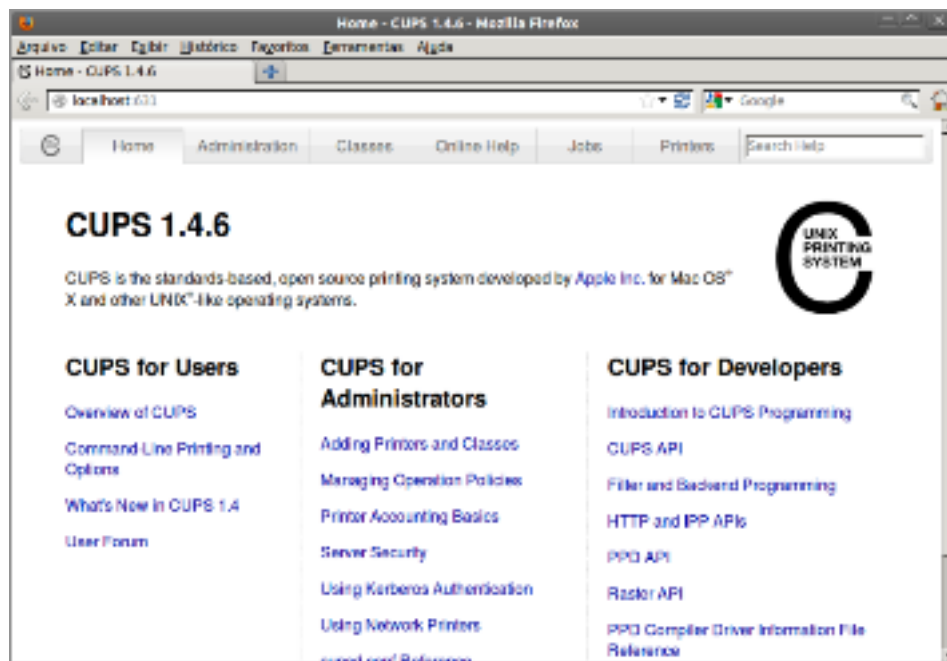 Home - CUPS 1.4.6 - Mozilla Firefox
Arquivo Editar Exibir Histórico Favoritos Ferramentas Ajuda
Home - CUPS 1.4.6
localhost:631
Google
Home Administration Classes Online Help Jobs Printers Search Help
CUPS 1.4.6
UNIX
PRINTING
SYSTEM
CUPS is the standards-based, open source printing system developed by Apple Inc. for Mac OS®
X and other UNIX®-like operating systems.
CUPS for Users
Overview of CUPS
Command-Line Printing and
Options
What's New in CUPS 1.4
User Forum
CUPS for
Administrators
Adding Printers and Classes
Managing Operation Policies
Printer Accounting Basics
Server Security
Using Kerberos Authentication
Using Network Printers
cupsd.conf Reference
CUPS for Developers
Introduction to CUPS Programming
CUPS API
Filter and Backend Programming
HTTP and IPP APIs
PPD API
Raster API
PPD Compiler Driver Information File
Reference